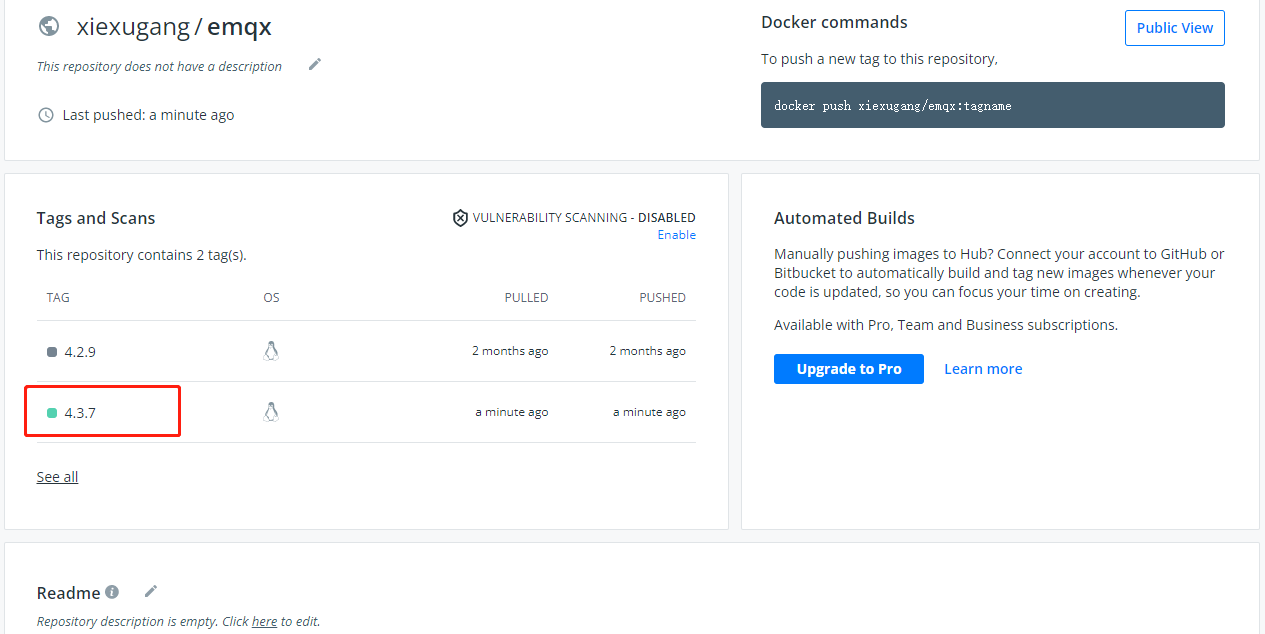 xiexugang / emqx
This repository does not have a description
Last pushed: a minute ago
Docker commands
Public View
To push a new tag to this repository,
docker push xiexugang/emqx:tagname
Tags and Scans
VULNERABILITY SCANNING - DISABLED
Enable
This repository contains 2 tag(s).
TAG OS PULLED PUSHED
4.2.9 2 months ago 2 months ago
4.3.7 a minute ago a minute ago
See all
Automated Builds
Manually pushing images to Hub? Connect your account to GitHub or
Bitbucket to automatically build and tag new images whenever your
code is updated, so you can focus your time on creating.
Available with Pro, Team and Business subscriptions.
Upgrade to Pro Learn more
Readme
Repository description is empty. Click here to edit.